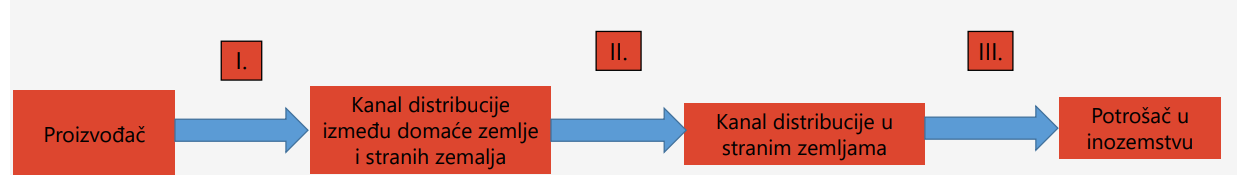 I.
II.
III.
Proizvođač
Kanal distribucije
između domaće zemlje
i stranih zemalja
Kanal distribucije u
stranim zemljama
Potrošač u
inozemstvu